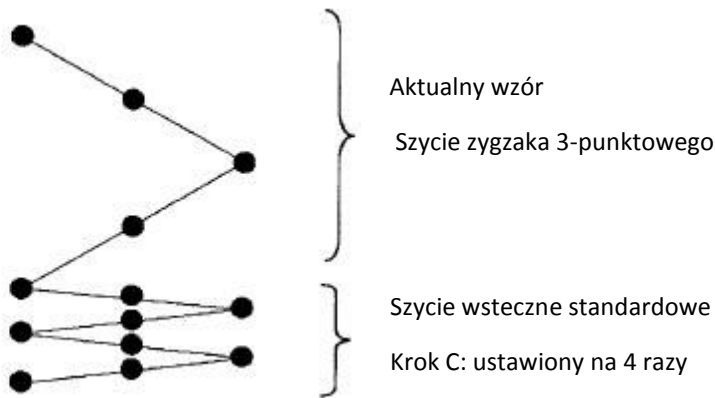 Aktualny wzór
Szycie zygzaka 3-punktowego
Szycie wsteczne standardowe
Krok C: ustawiony na 4 razy